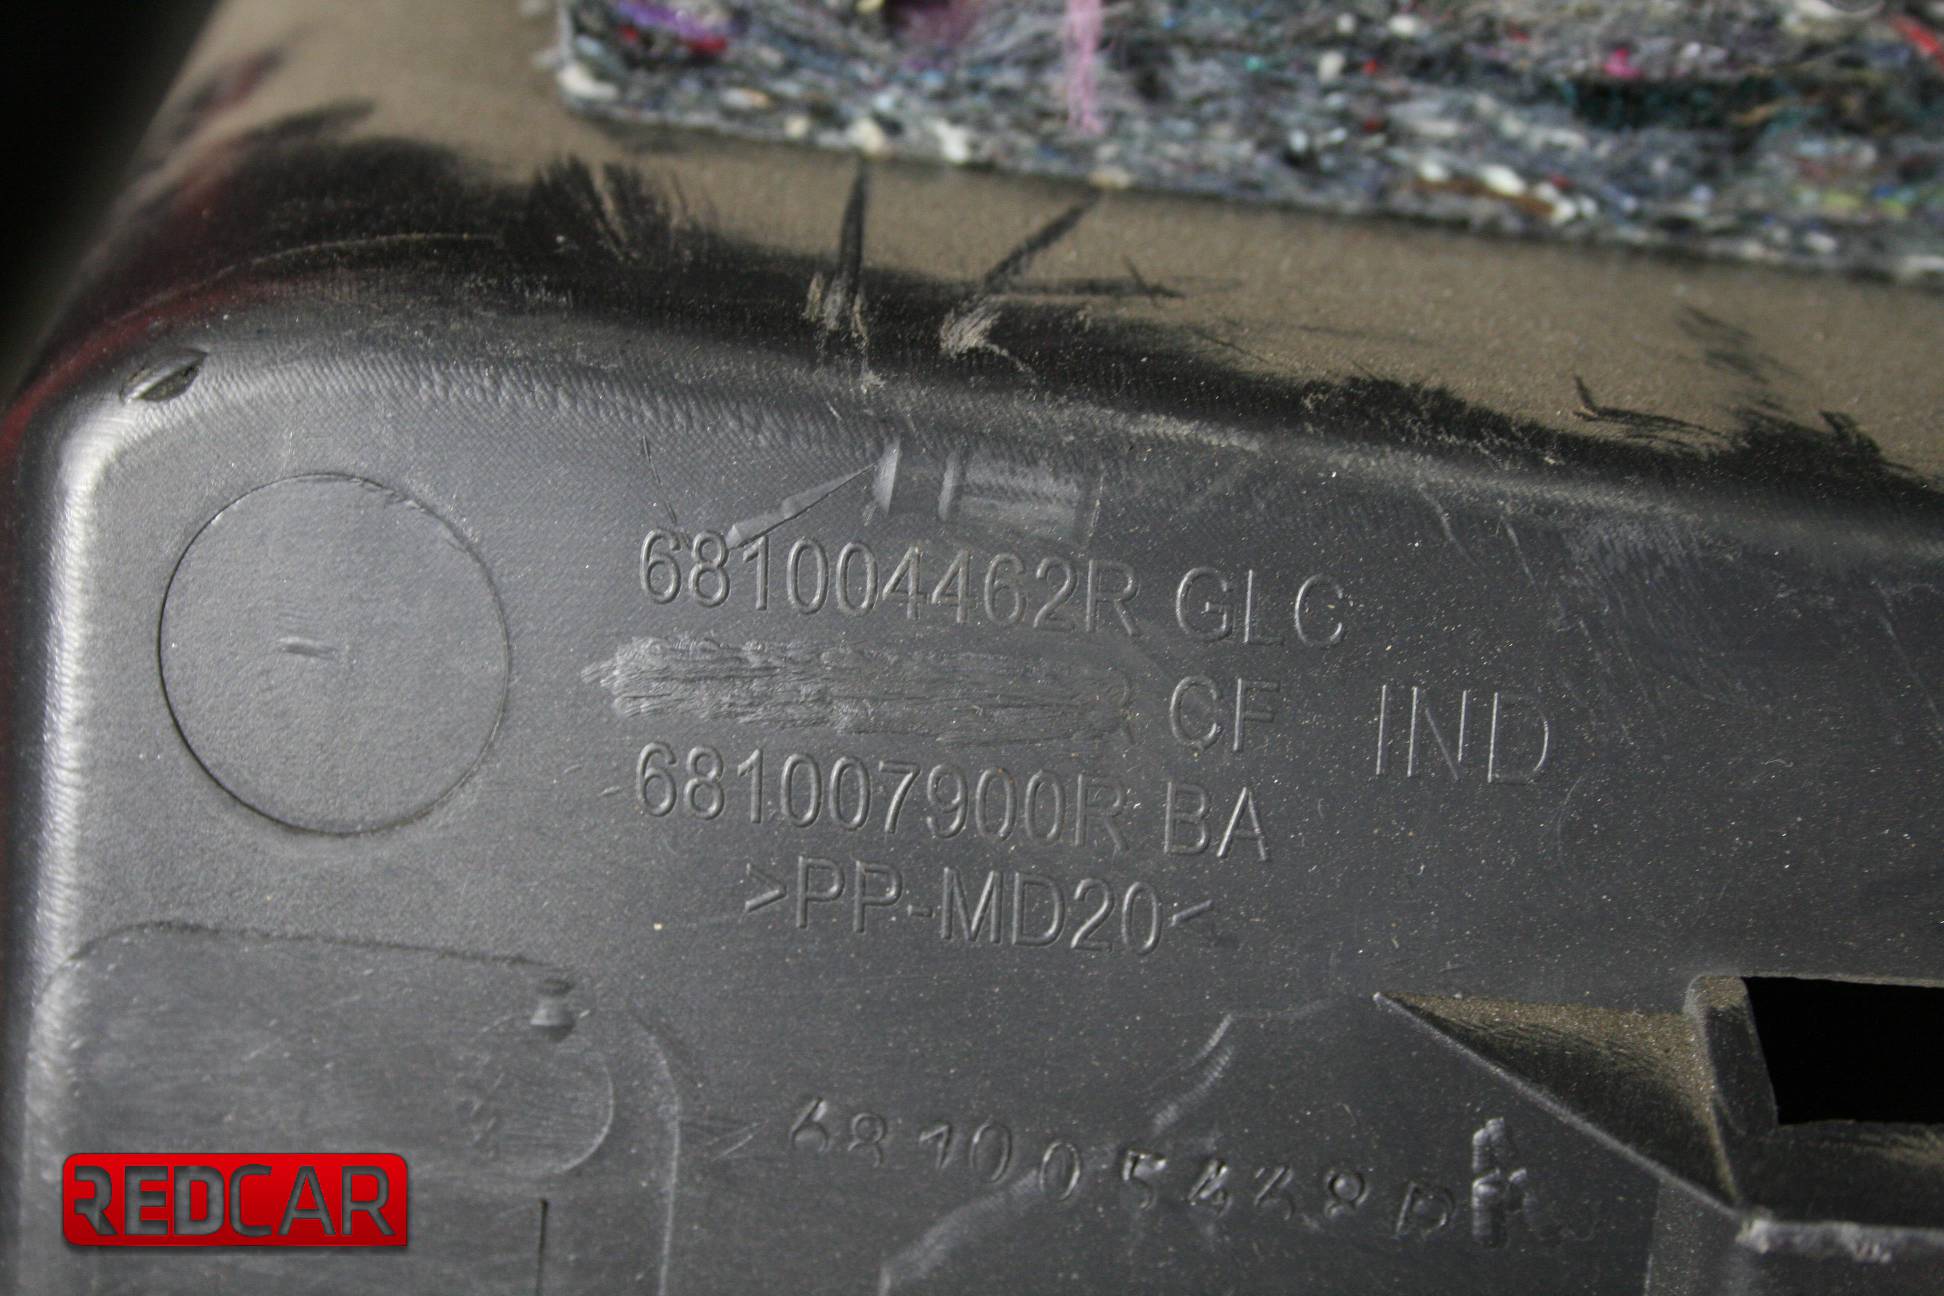 681004462R GLC
CF IND
681007900R BA
>PP-MD20<
REDCAR